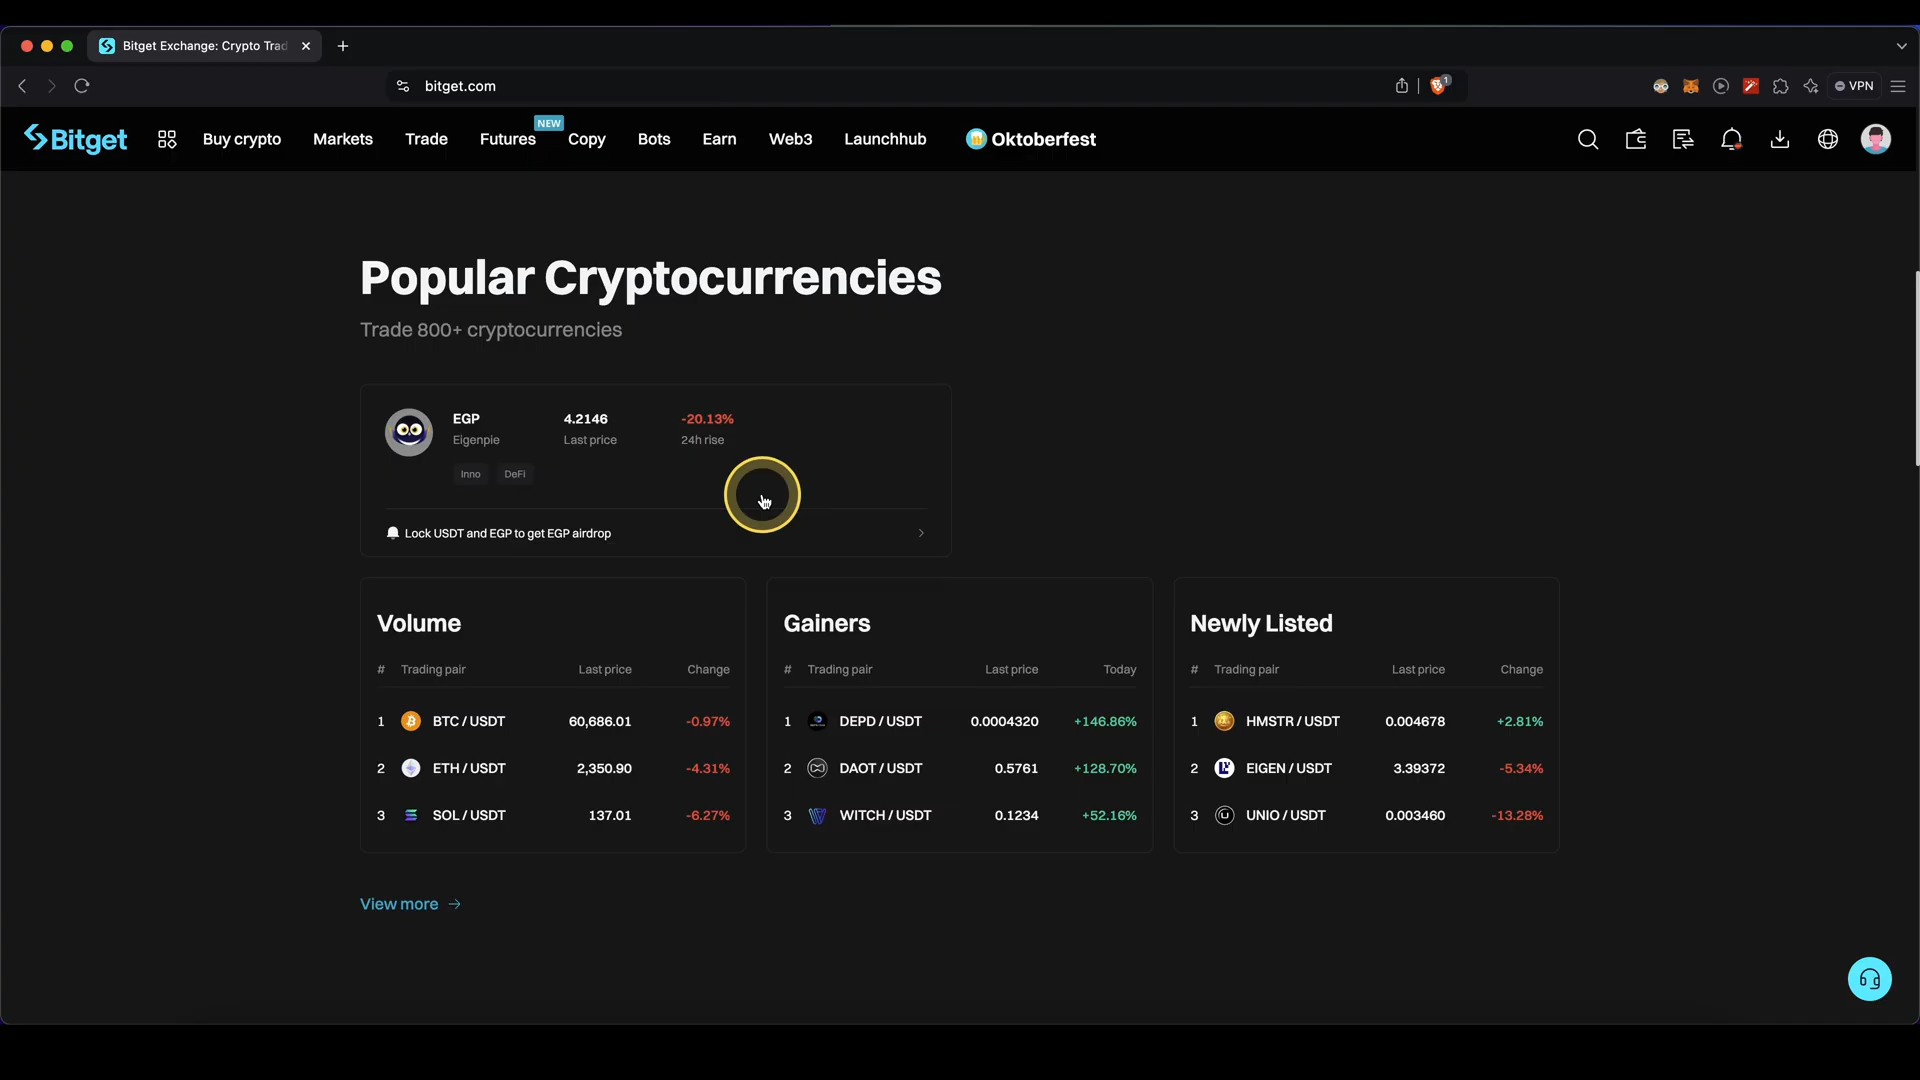 Bitget Exchange: Crypto Trad
bitget.com
1
VPN
Bitget
Buy crypto
Markets
Trade
Futures
NEW
Copy
Bots
Earn
Web3
Launchhub
Oktoberfest
Popular Cryptocurrencies
Trade 800+ cryptocurrencies
EGP 4.2146 -20.13%
Eigenpie Last price 24h rise
Inno DeFi
Lock USDT and EGP to get EGP airdrop
Volume
# Trading pair Last price Change
1 BTC / USDT 60,686.01 -0.97%
2 ETH / USDT 2,350.90 -4.31%
3 SOL / USDT 137.01 -6.27%
Gainers
# Trading pair Last price Today
1 DEPD / USDT 0.0004320 +146.86%
2 DAOT / USDT 0.5761 +128.70%
3 WITCH / USDT 0.1234 +52.16%
Newly Listed
# Trading pair Last price Change
1 HMSTR / USDT 0.004678 +2.81%
2 EIGEN / USDT 3.39372 -5.34%
3 UNIO / USDT 0.003460 -13.28%
View more